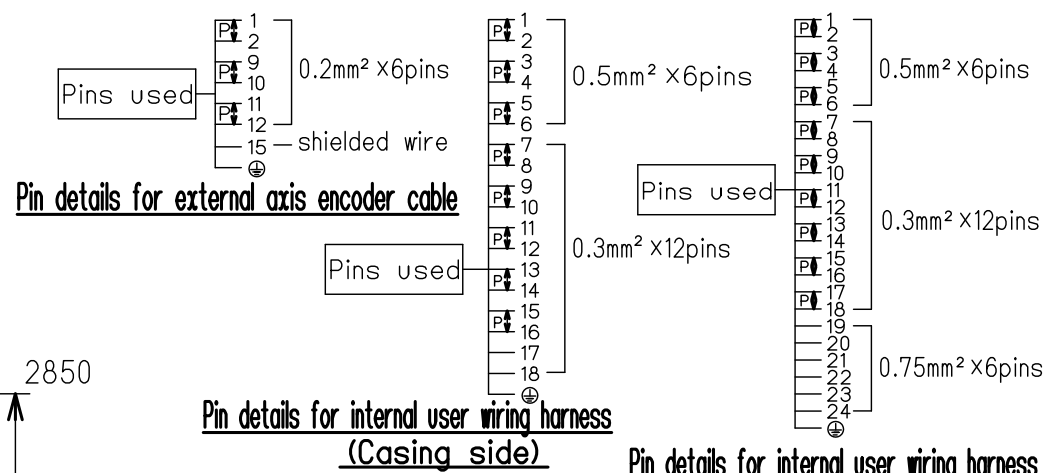 P 1
2
P 9
10
P 11
12
15 shielded wire
0.2mm² ×6pins
Pins used
Pin details for external axis encoder cable
P 1
2
P 3
4
P 5
6
0.5mm² ×6pins
P 7
8
P 9
10
P 11
12
P 13
14
P 15
16
17
18
0.3mm² ×12pins
Pins used
Pin details for internal user wiring harness
(Casing side)
P 1
2
P 3
4
P 5
6
0.5mm² ×6pins
P 7
8
P 9
10
P 11
12
P 13
14
P 15
16
P 17
18
0.3mm² ×12pins
19
20
21
22
23
24
0.75mm² ×6pins
Pins used
Pin details for internal user wiring harness
2850